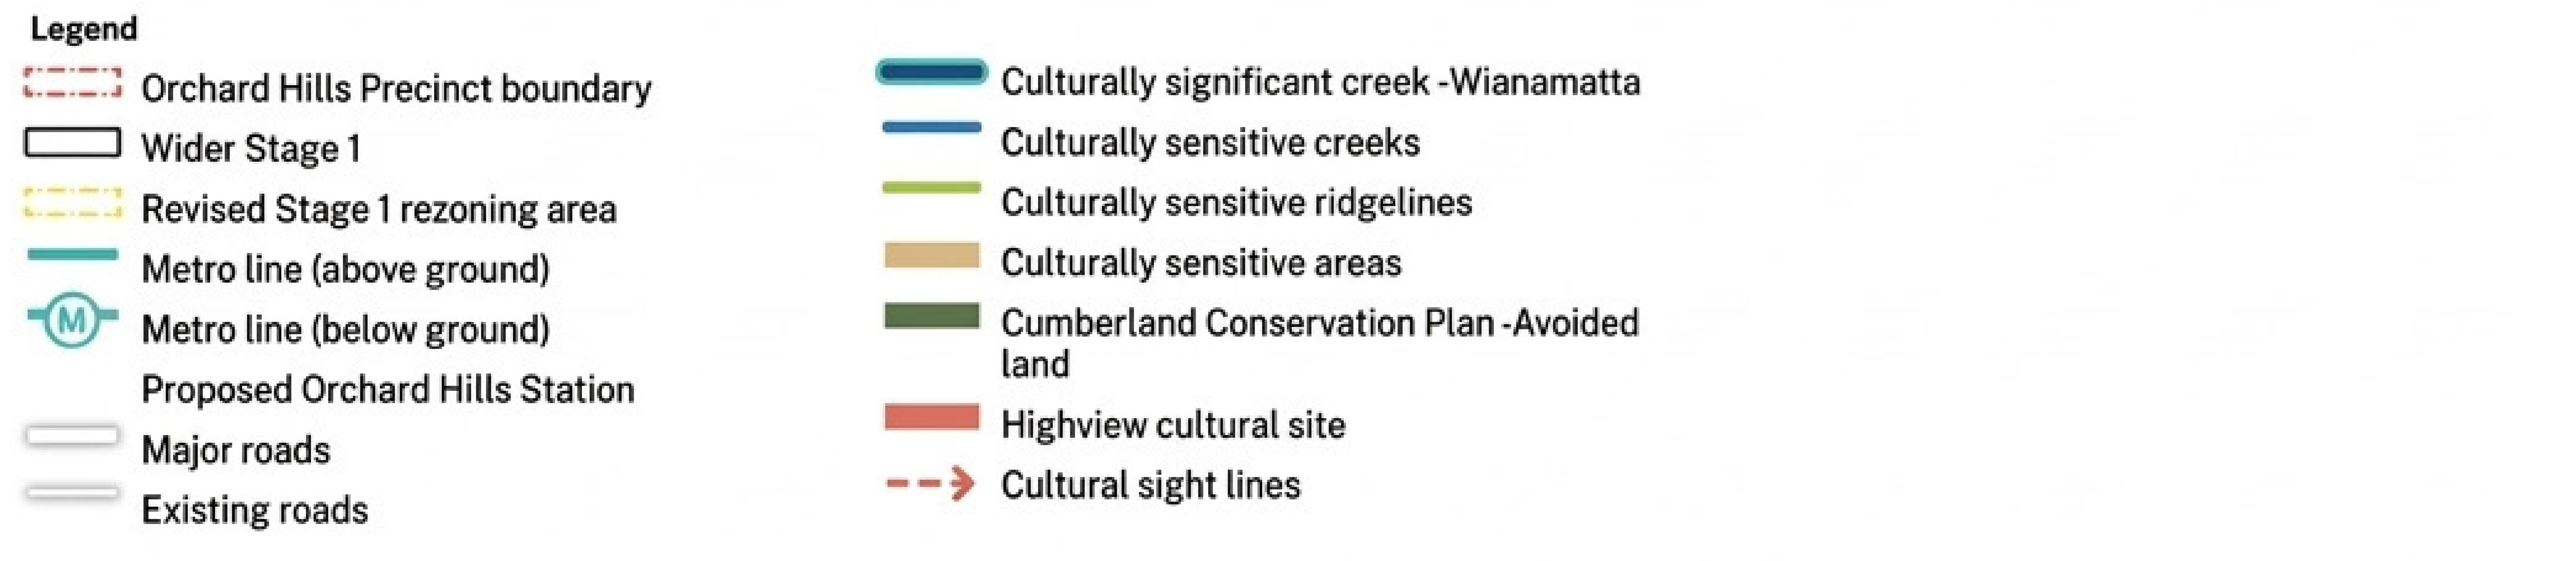 Legend
Orchard Hills Precinct boundary
Wider Stage 1
Revised Stage 1 rezoning area
Metro line (above ground)
M
Metro line (below ground)
Proposed Orchard Hills Station
Major roads
Existing roads
Culturally significant creek -Wianamatta
Culturally sensitive creeks
Culturally sensitive ridgelines
Culturally sensitive areas
Cumberland Conservation Plan -Avoided
land
Highview cultural site
Cultural sight lines